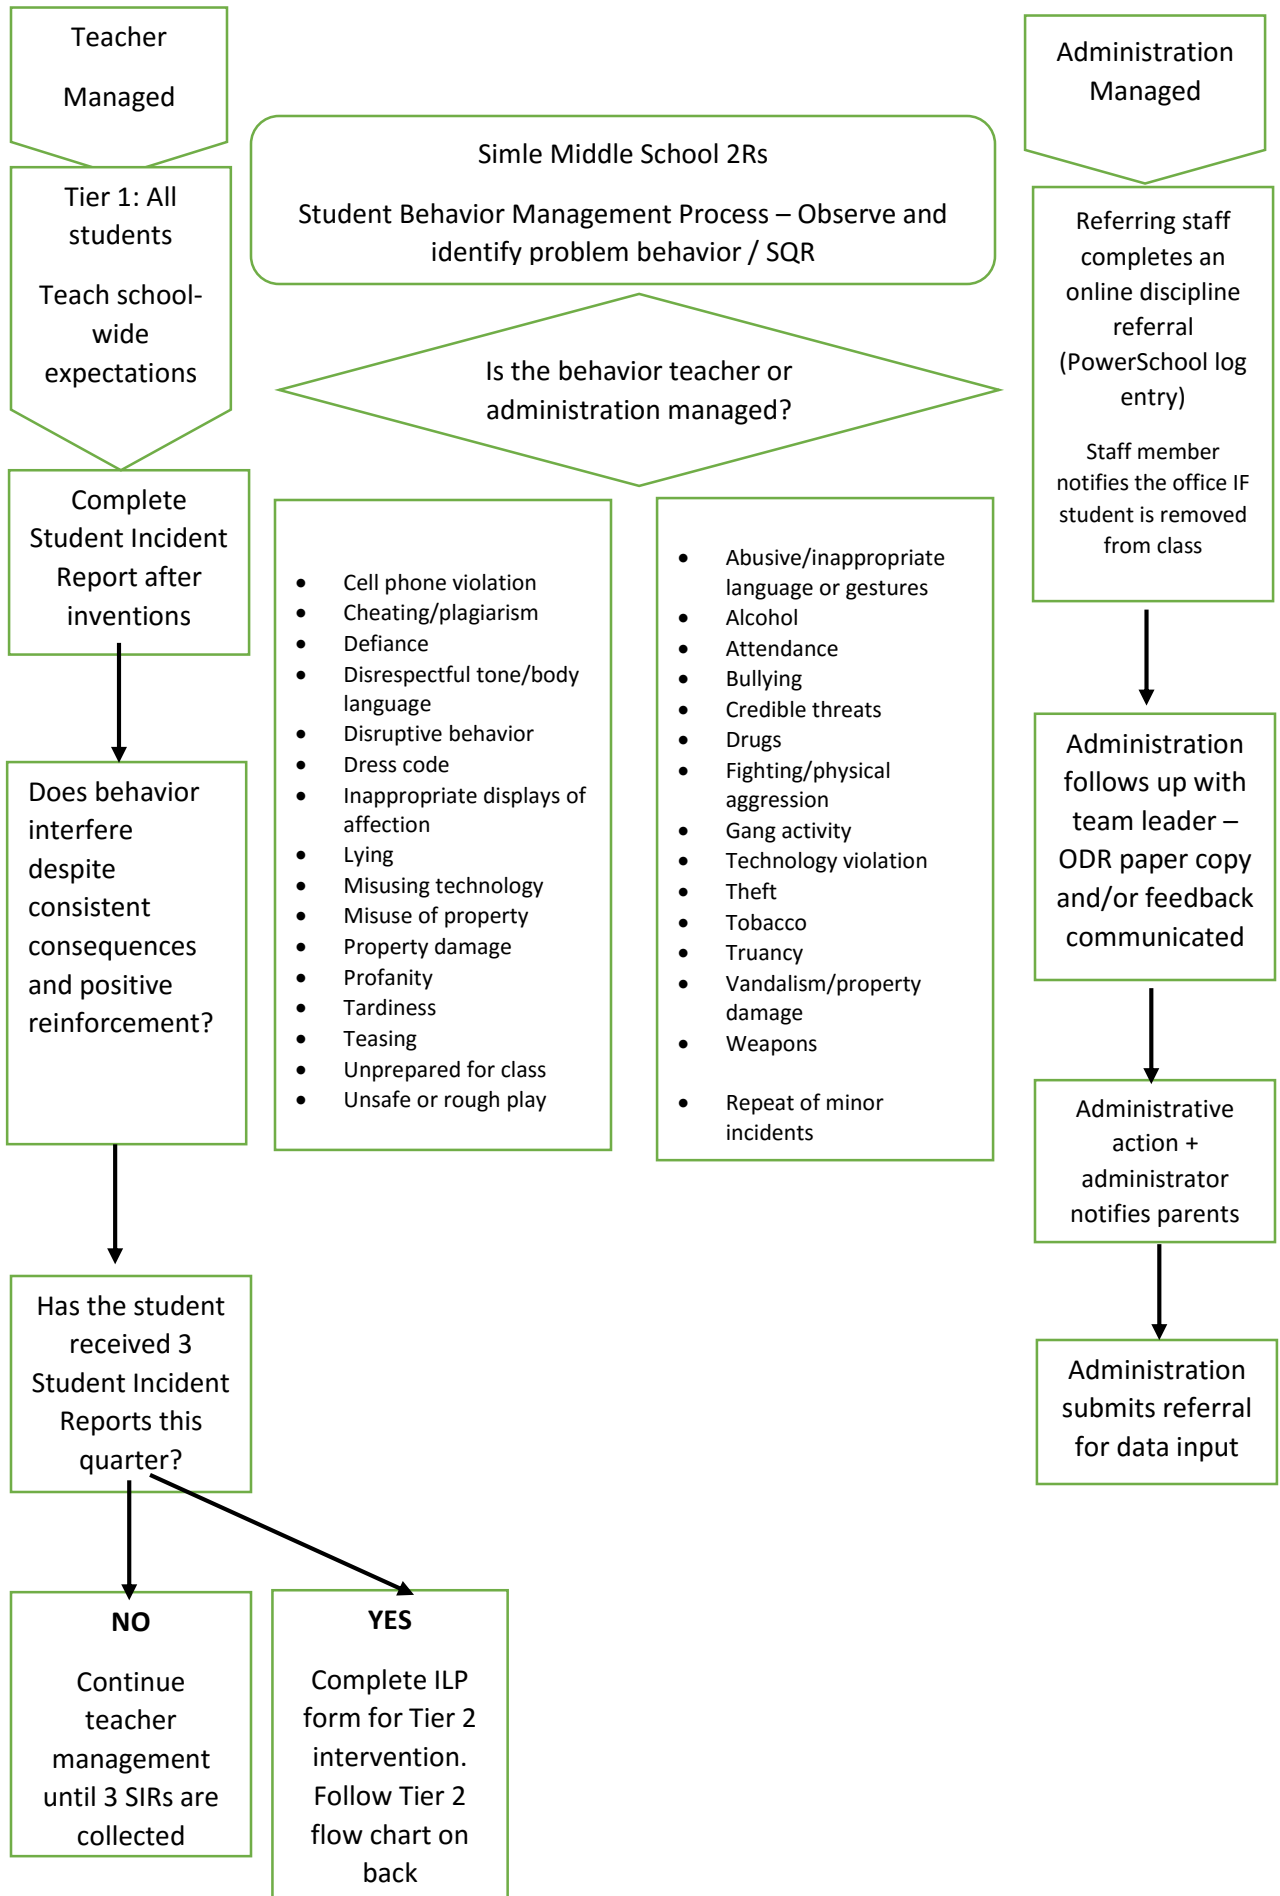 Teacher
Managed
Tier 1: All
students
Teach school-
wide
expectations
Complete
Student Incident
Report after
inventions
Does behavior
interfere
despite
consistent
consequences
and positive
reinforcement?
Has the student
received 3
Student Incident
Reports this
quarter?
NO
Continue
teacher
management
until 3 SIRs are
collected
YES
Complete ILP
form for Tier 2
intervention.
Follow Tier 2
flow chart on
back
Simle Middle School 2Rs
Student Behavior Management Process – Observe and
identify problem behavior / SQR
Is the behavior teacher or
administration managed?
• Cell phone violation
• Cheating/plagiarism
• Defiance
• Disrespectful tone/body
language
• Disruptive behavior
• Dress code
• Inappropriate displays of
affection
• Lying
• Misusing technology
• Misuse of property
• Property damage
• Profanity
• Tardiness
• Teasing
• Unprepared for class
• Unsafe or rough play
• Abusive/inappropriate
language or gestures
• Alcohol
• Attendance
• Bullying
• Credible threats
• Drugs
• Fighting/physical
aggression
• Gang activity
• Technology violation
• Theft
• Tobacco
• Truancy
• Vandalism/property
damage
• Weapons
• Repeat of minor
incidents
Administration
Managed
Referring staff
completes an
online discipline
referral
(PowerSchool log
entry)
Staff member
notifies the office IF
student is removed
from class
Administration
follows up with
team leader –
ODR paper copy
and/or feedback
communicated
Administrative
action +
administrator
notifies parents
Administration
submits referral
for data input